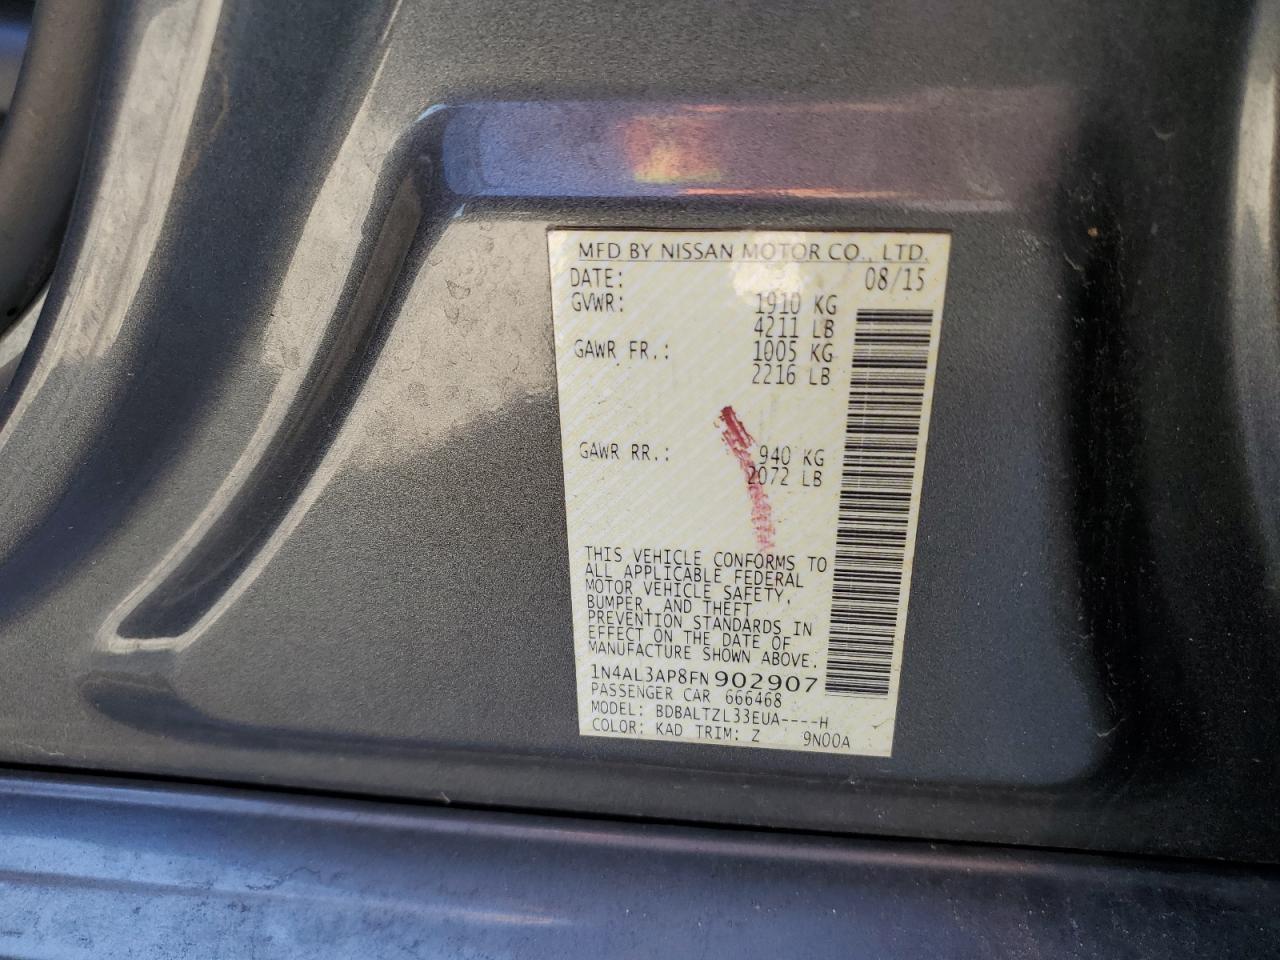 MFD BY NISSAN MOTOR CO., LTD.
DATE: 08/15
GVWR: 1910 KG
4211 LB
GAWR FR.: 1005 KG
2216 LB
GAWR RR.: 940 KG
2072 LB
THIS VEHICLE CONFORMS TO
ALL APPLICABLE FEDERAL
MOTOR VEHICLE SAFETY,
BUMPER, AND THEFT
PREVENTION STANDARDS IN
EFFECT ON THE DATE OF
MANUFACTURE SHOWN ABOVE.
1N4AL3AP8FN902907
PASSENGER CAR 666468
MODEL: BDBALTZL33EUA----H
COLOR: KAD TRIM: Z 9N00A